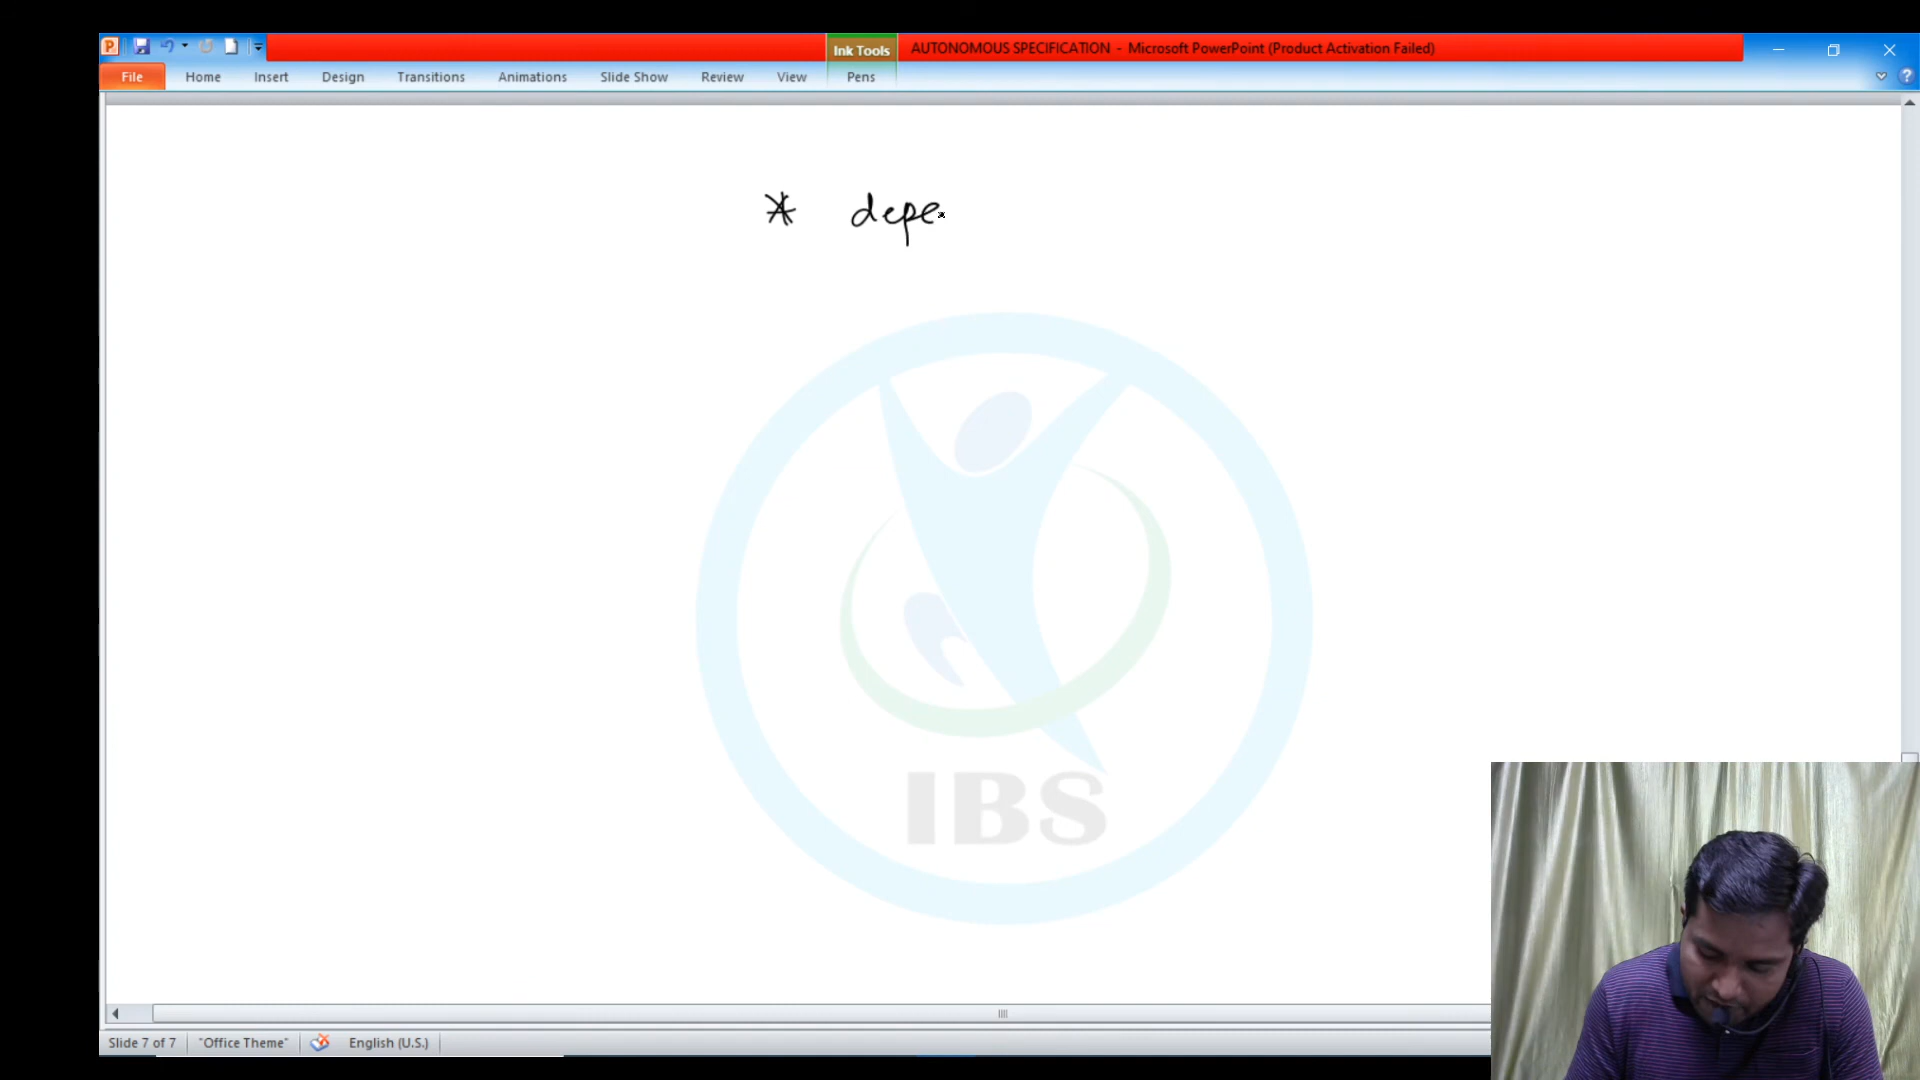 Ink Tools AUTONOMOUS SPECIFICATION - Microsoft PowerPoint (Product Activation Failed)
File Home Insert Design Transitions Animations Slide Show Review View Pens
* depe
IBS
Slide 7 of 7 "Office Theme" English (U.S.)